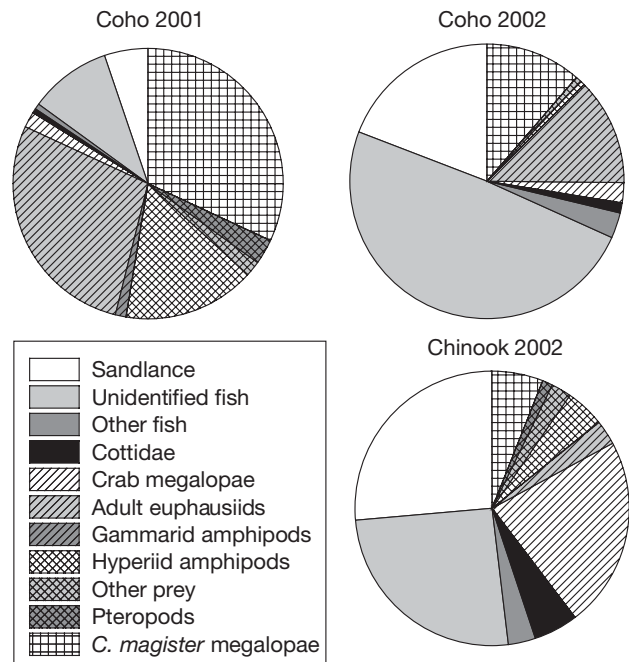 Coho 2001
Coho 2002
Chinook 2002
Sandlance
Unidentified fish
Other fish
Cottidae
Crab megalopae
Adult euphausiids
Gammarid amphipods
Hyperiid amphipods
Other prey
Pteropods
C. magister megalopae